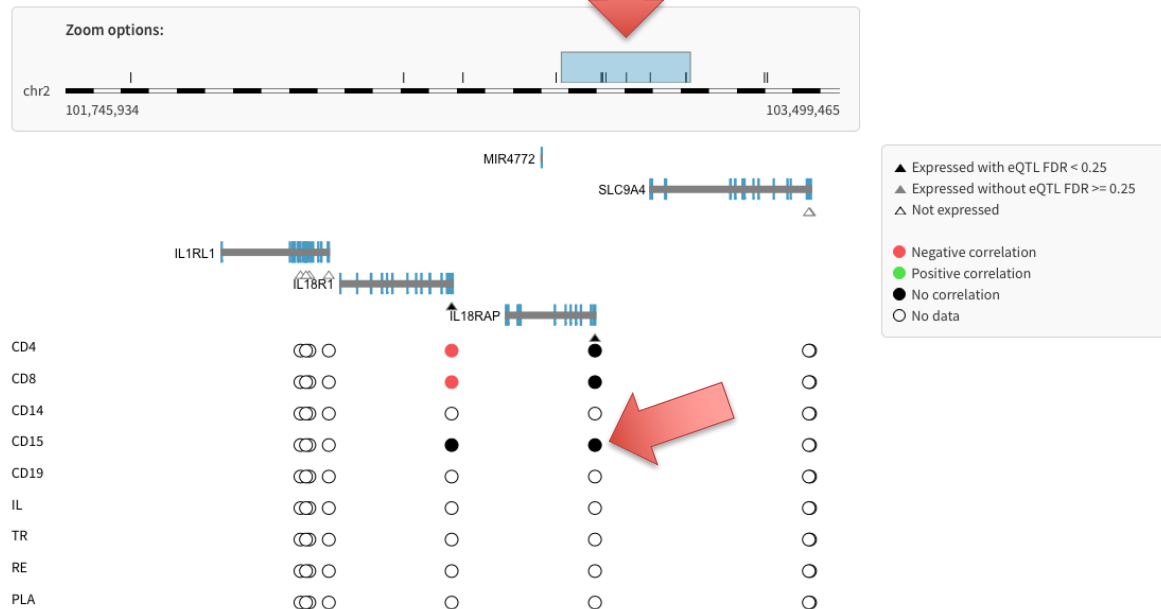 Zoom options:
chr2
101,745,934
103,499,465
MIR4772
SLC9A4
IL1RL1
IL18R1
IL18RAP
CD4
CD8
CD14
CD15
CD19
IL
TR
RE
PLA
Expressed with eQTL FDR < 0.25
Expressed without eQTL FDR >= 0.25
Not expressed
Negative correlation
Positive correlation
No correlation
No data